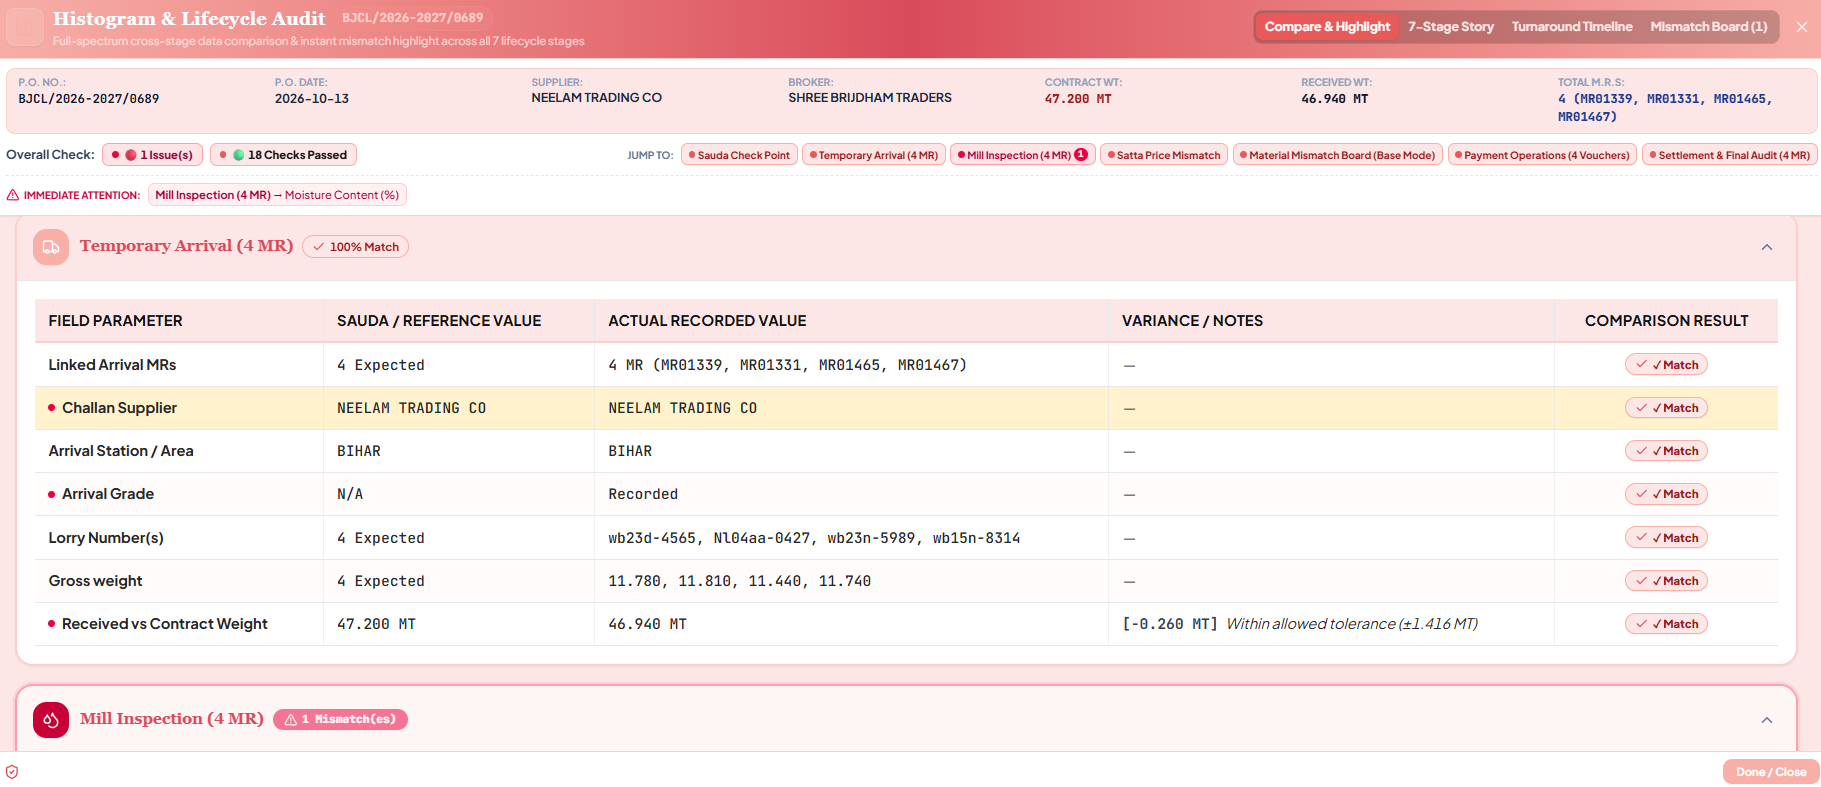 Histogram & Lifecycle Audit BJCL/2026-2027/0689
Full-spectrum cross-stage data comparison & instant mismatch highlight across all 7 lifecycle stages
Compare & Highlight 7-Stage Story Turnaround Timeline Mismatch Board (1)
P.O. NO.: P.O. DATE: SUPPLIER: BROKER: CONTRACT WT: RECEIVED WT: TOTAL M.R.S:
BJCL/2026-2027/0689 2026-10-13 NEELAM TRADING CO SHREE BRIJDHAM TRADERS 47.200 MT 46.940 MT 4 (MR01339, MR01331, MR01465,
MR01467)
Overall Check: 1 Issue(s) 18 Checks Passed JUMP TO: Sauda Check Point Temporary Arrival (4 MR) Mill Inspection (4 MR) 1 Satta Price Mismatch Material Mismatch Board (Base Mode) Payment Operations (4 Vouchers) Settlement & Final Audit (4 MR)
IMMEDIATE ATTENTION: Mill Inspection (4 MR) → Moisture Content (%)
Temporary Arrival (4 MR) ✓ 100% Match
FIELD PARAMETER SAUDA / REFERENCE VALUE ACTUAL RECORDED VALUE VARIANCE / NOTES COMPARISON RESULT
Linked Arrival MRs 4 Expected 4 MR (MR01339, MR01331, MR01465, MR01467) — ✓ ✓ Match
Challan Supplier NEELAM TRADING CO NEELAM TRADING CO — ✓ ✓ Match
Arrival Station / Area BIHAR BIHAR — ✓ ✓ Match
Arrival Grade N/A Recorded — ✓ ✓ Match
Lorry Number(s) 4 Expected wb23d-4565, Nl04aa-0427, wb23n-5989, wb15n-8314 — ✓ ✓ Match
Gross weight 4 Expected 11.780, 11.810, 11.440, 11.740 — ✓ ✓ Match
Received vs Contract Weight 47.200 MT 46.940 MT [-0.260 MT] Within allowed tolerance (±1.416 MT) ✓ ✓ Match
Mill Inspection (4 MR) 1 Mismatch(es)
Done / Close